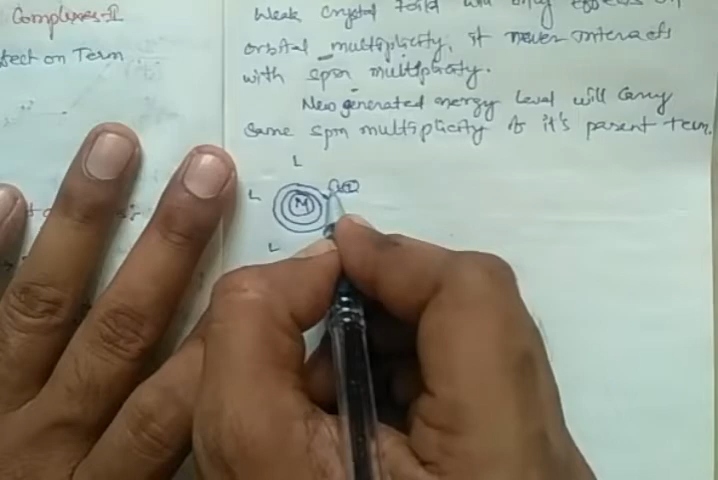 Complexes-II
fect on Term
Weak Crystal Field will only effects on
orbital multiplicity, it never interacts
with spin multiplicity.
New generated energy level will carry
same spin multiplicity of it's parent term.
L
L
M
L